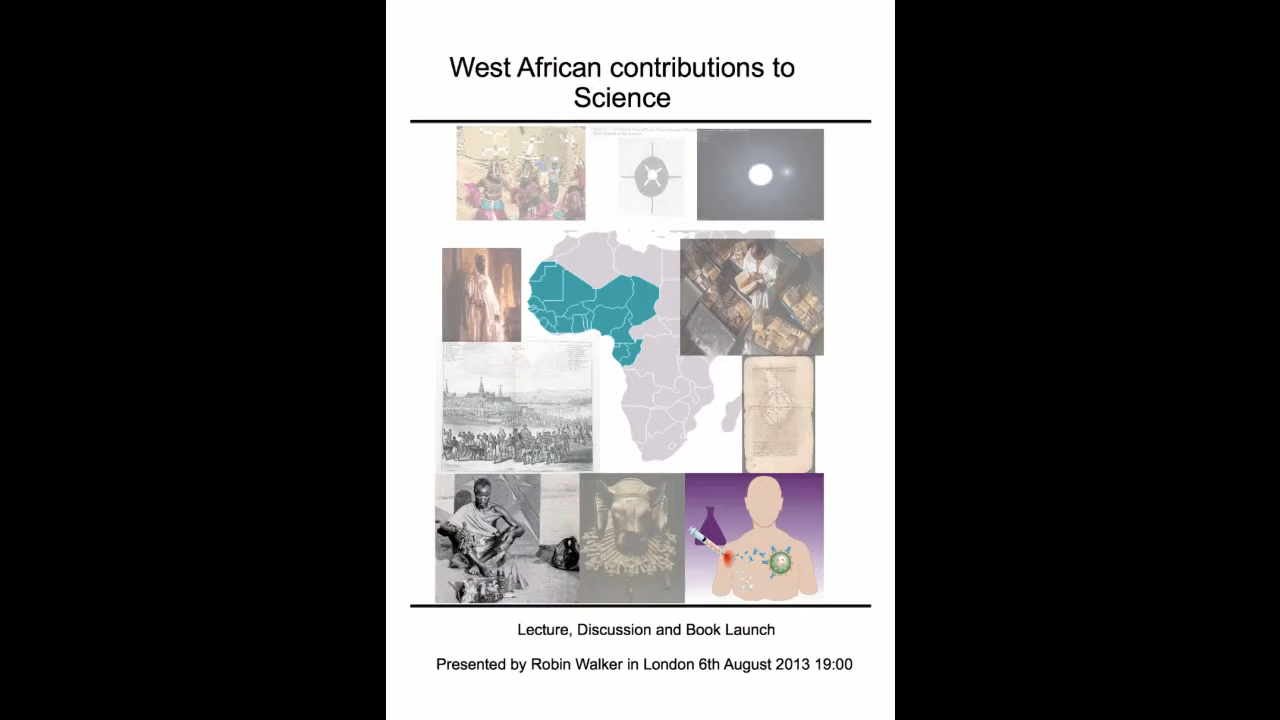 West African contributions to
Science
Lecture, Discussion and Book Launch
Presented by Robin Walker in London 6th August 2013 19:00